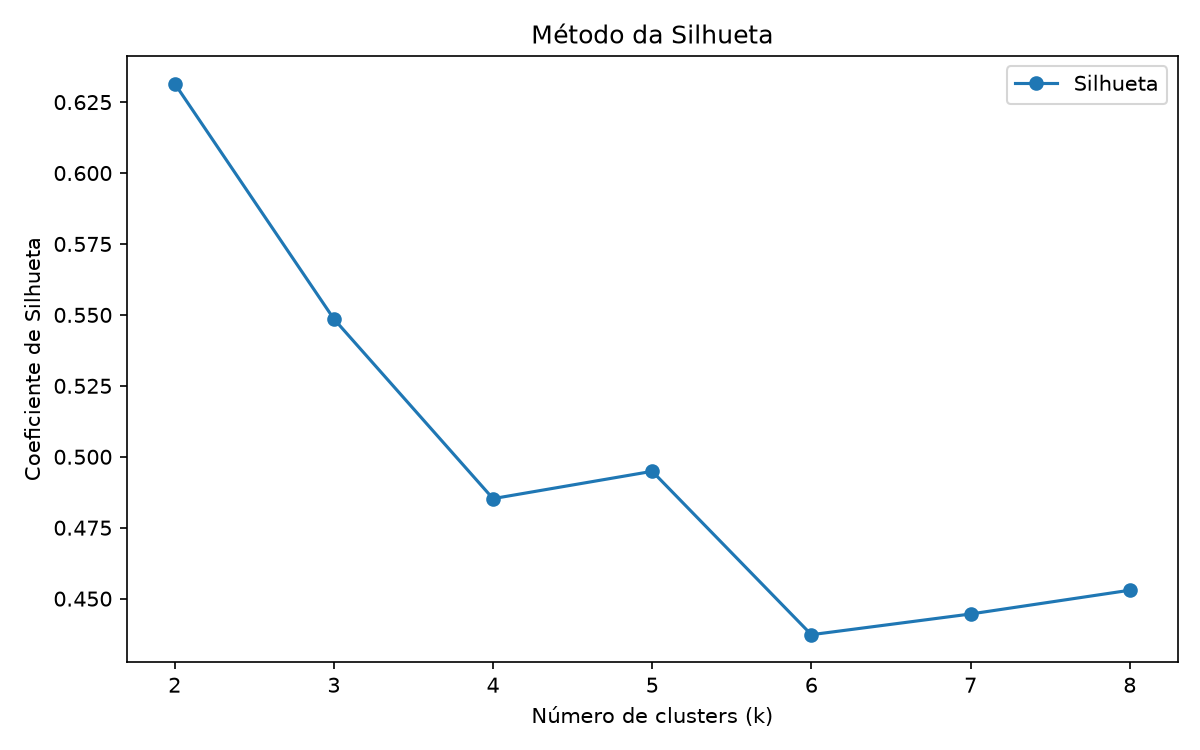 Método da Silhueta
Silhueta
Coeficiente de Silhueta
0.625
0.600
0.575
0.550
0.525
0.500
0.475
0.450
2 3 4 5 6 7 8
Número de clusters (k)